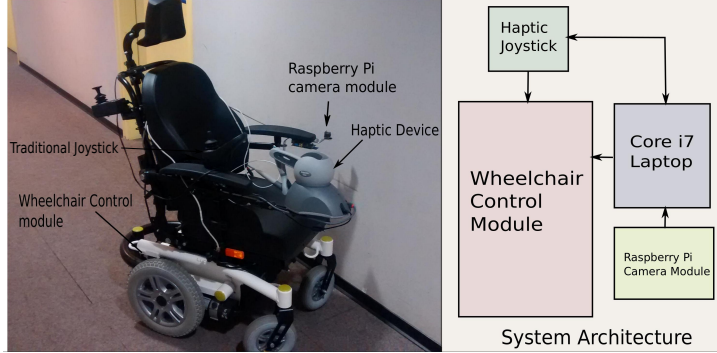 Raspberry Pi
camera module
Haptic Device
Traditional Joystick
Wheelchair Control
module
Haptic
Joystick
Core i7
Laptop
Wheelchair
Control
Module
Raspberry Pi
Camera Module
System Architecture